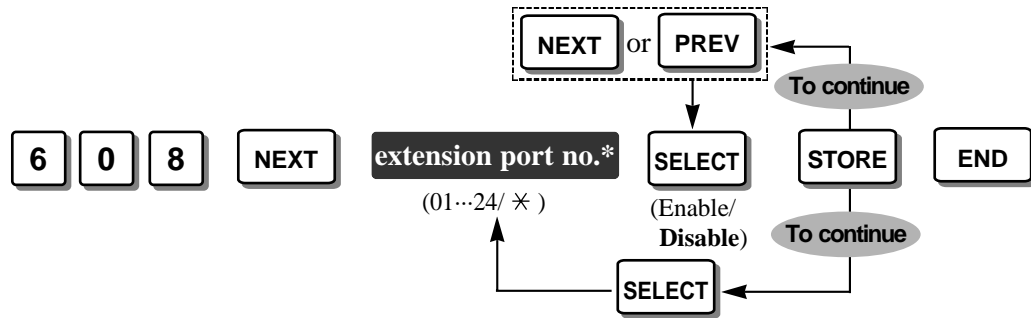 NEXT or PREV
To continue
6 0 8 NEXT extension port no.* SELECT STORE END
(01···24/ ✳ )
(Enable/
Disable)
To continue
SELECT